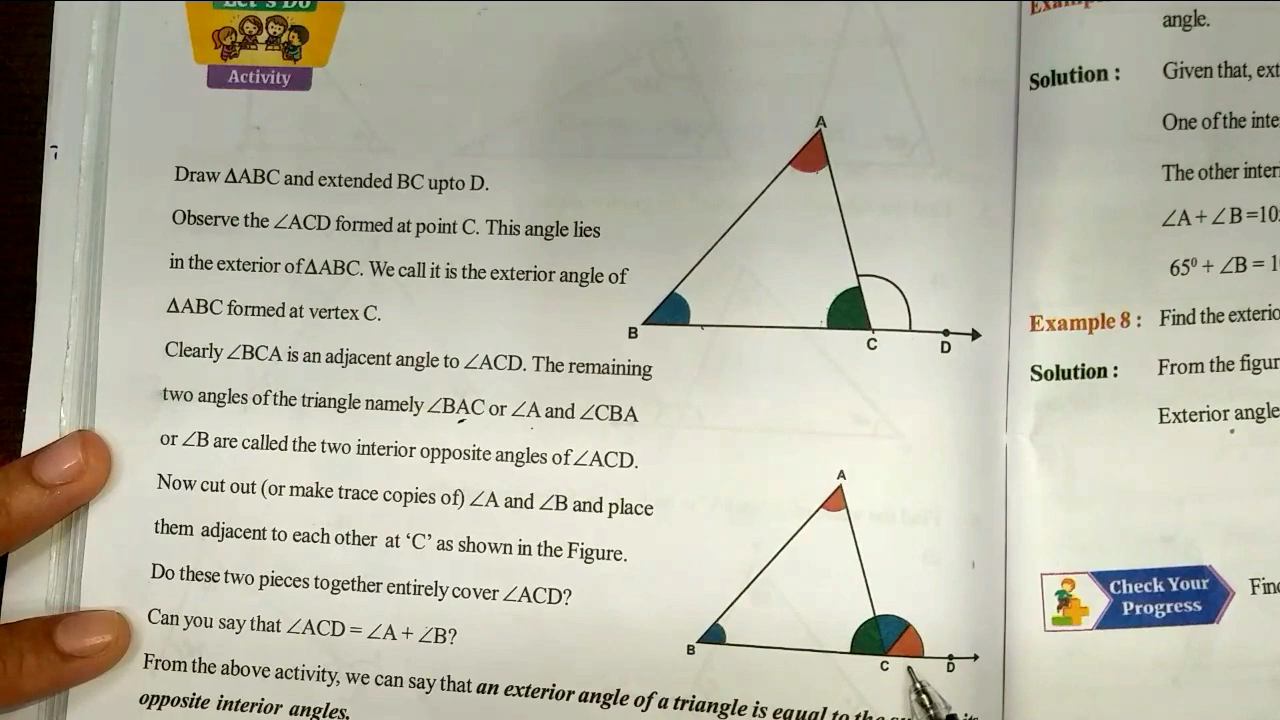 Let's Do
Activity
Draw ΔABC and extended BC upto D.
Observe the ∠ACD formed at point C. This angle lies
in the exterior of ΔABC. We call it is the exterior angle of
ΔABC formed at vertex C.
Clearly ∠BCA is an adjacent angle to ∠ACD. The remaining
two angles of the triangle namely ∠BAC or ∠A and ∠CBA
or ∠B are called the two interior opposite angles of ∠ACD.
Now cut out (or make trace copies of) ∠A and ∠B and place
them adjacent to each other at ‘C’ as shown in the Figure.
Do these two pieces together entirely cover ∠ACD?
Can you say that ∠ACD = ∠A + ∠B?
From the above activity, we can say that an exterior angle of a triangle is equal to the
opposite interior angles.
A
B
C
D
A
B
C
D
angle.
Solution : Given that, ext
One of the inte
The other inter
∠A + ∠B = 10
65⁰ + ∠B = 1
Example 8 : Find the exterio
Solution : From the figur
Exterior angle
Check Your
Progress
Find